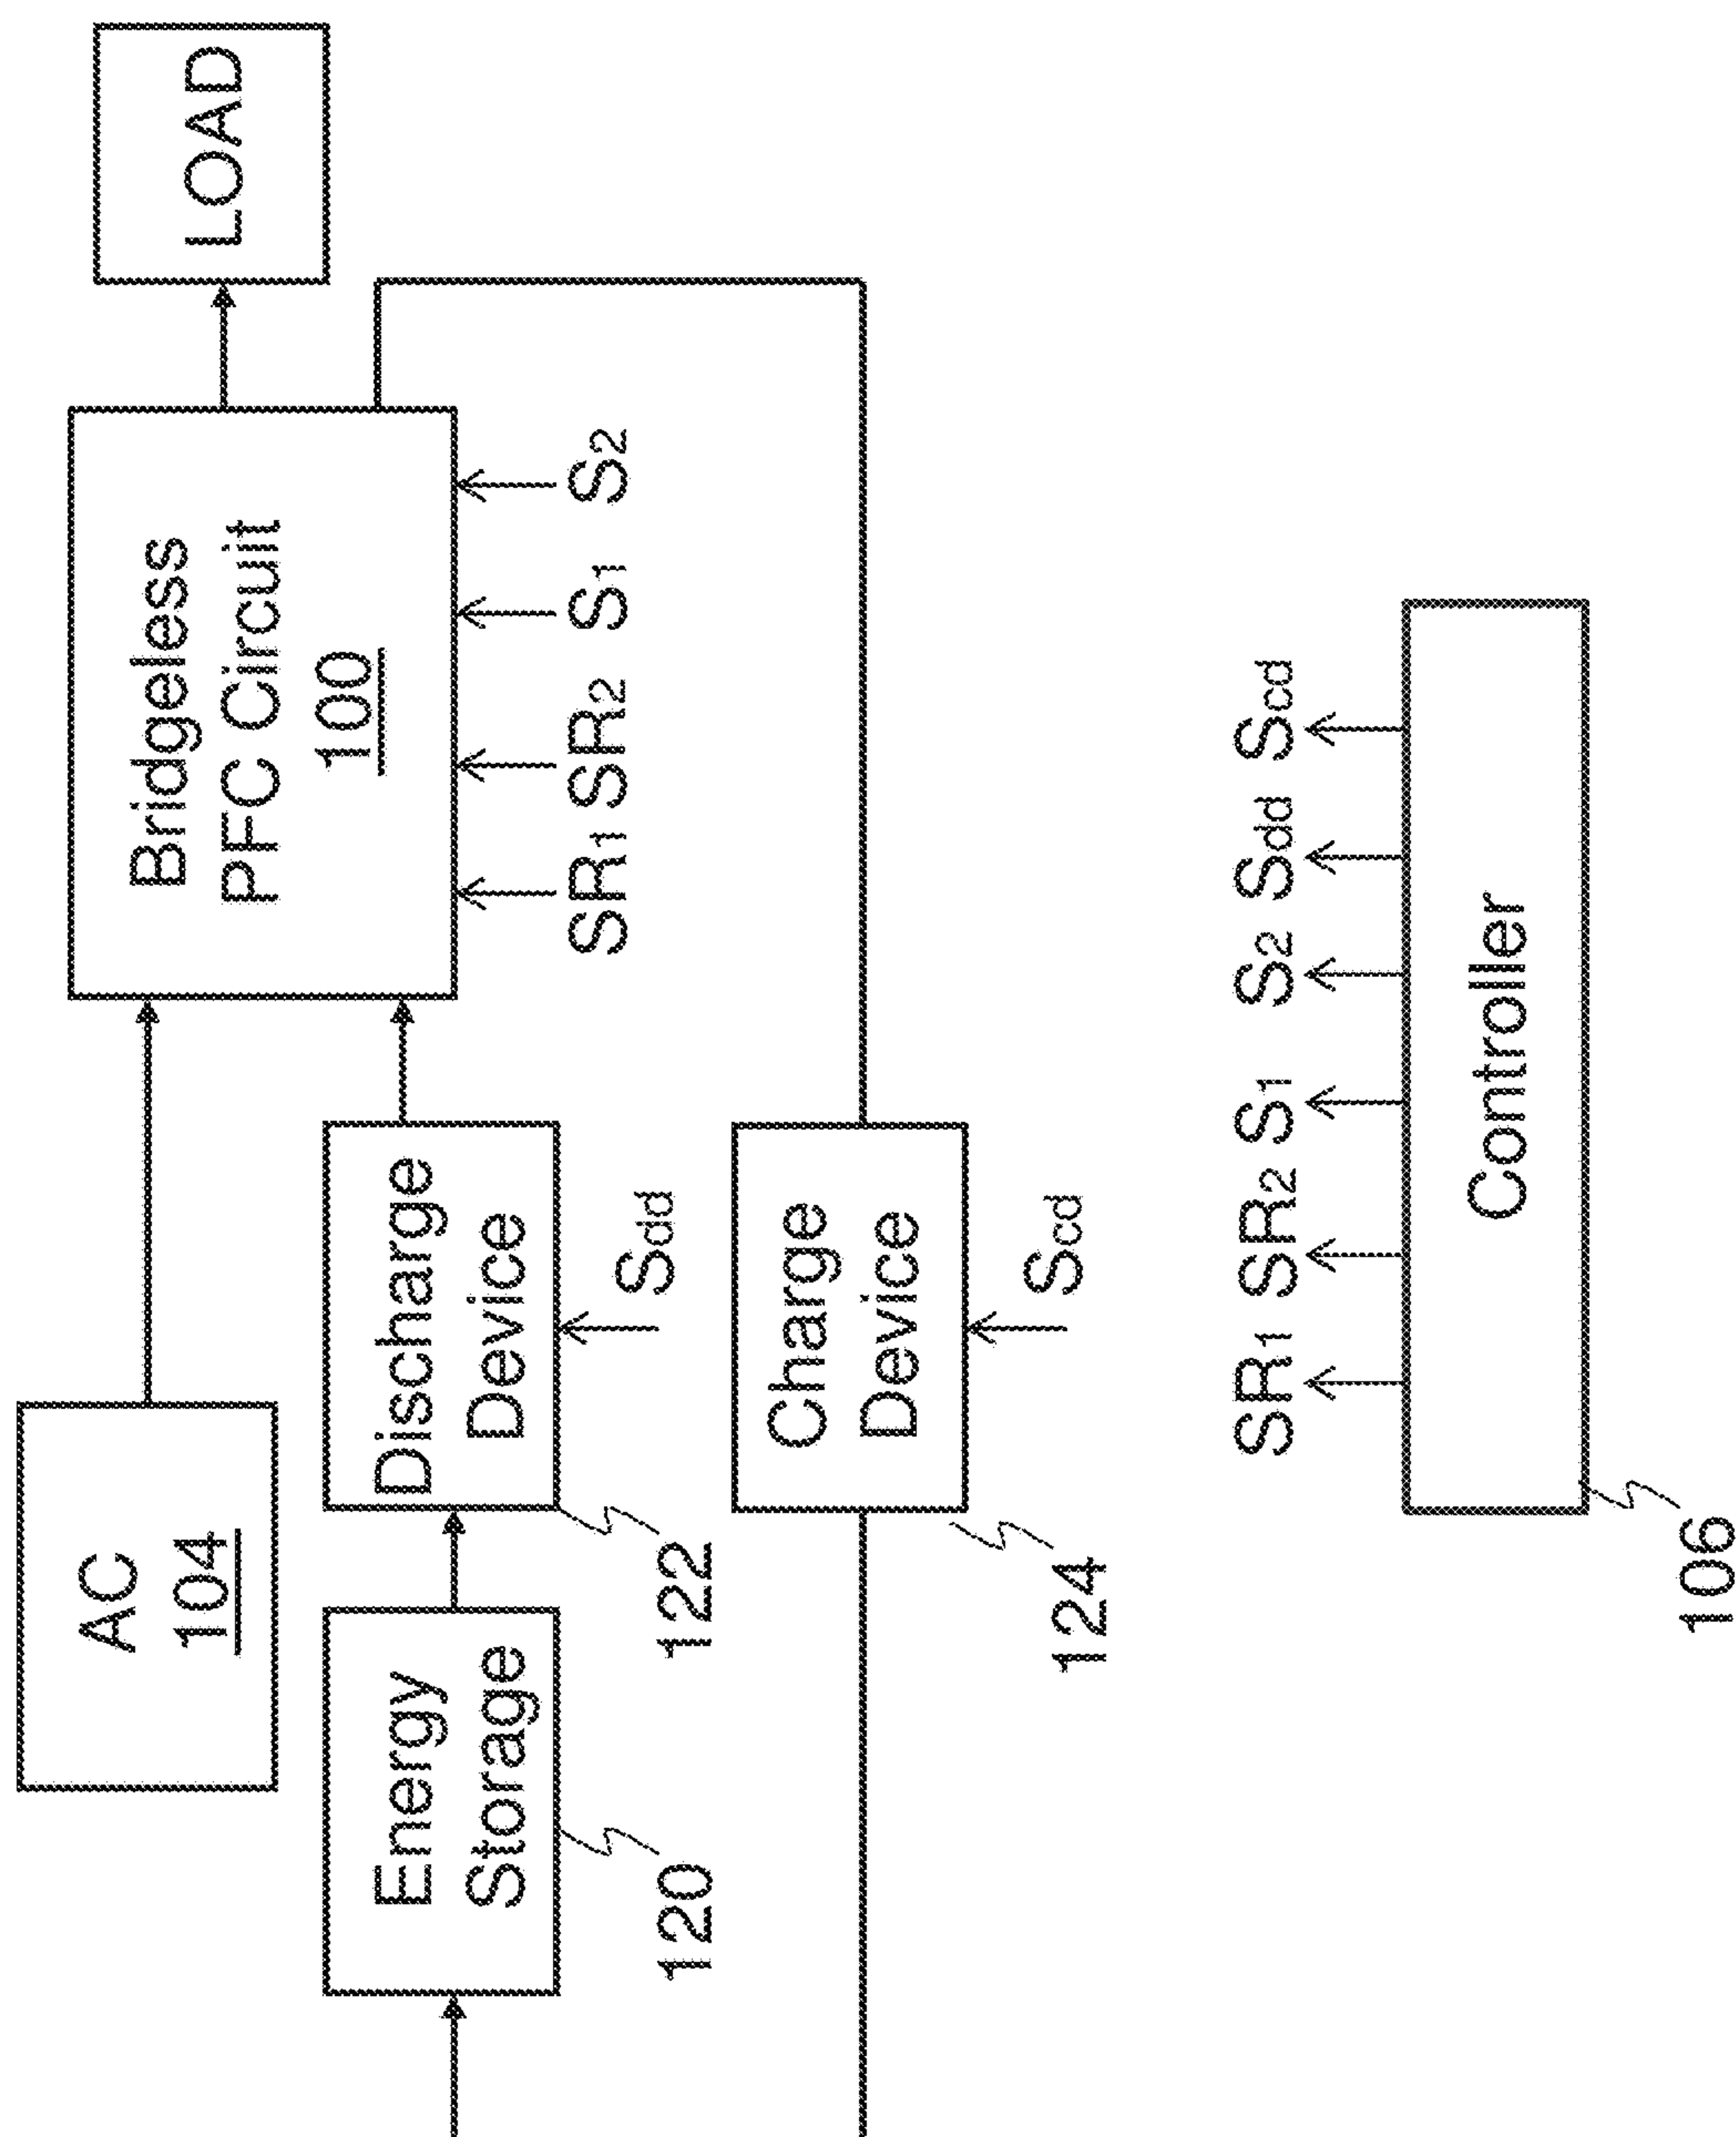 AC
104
Bridgeless
PFC Circuit
100
LOAD
Energy
Storage
120
Discharge
Device
122
Sdd
SR1 SR2 S1 S2
Charge
Device
124
Scd
SR1 SR2 S1 S2 Sdd Scd
Controller
106